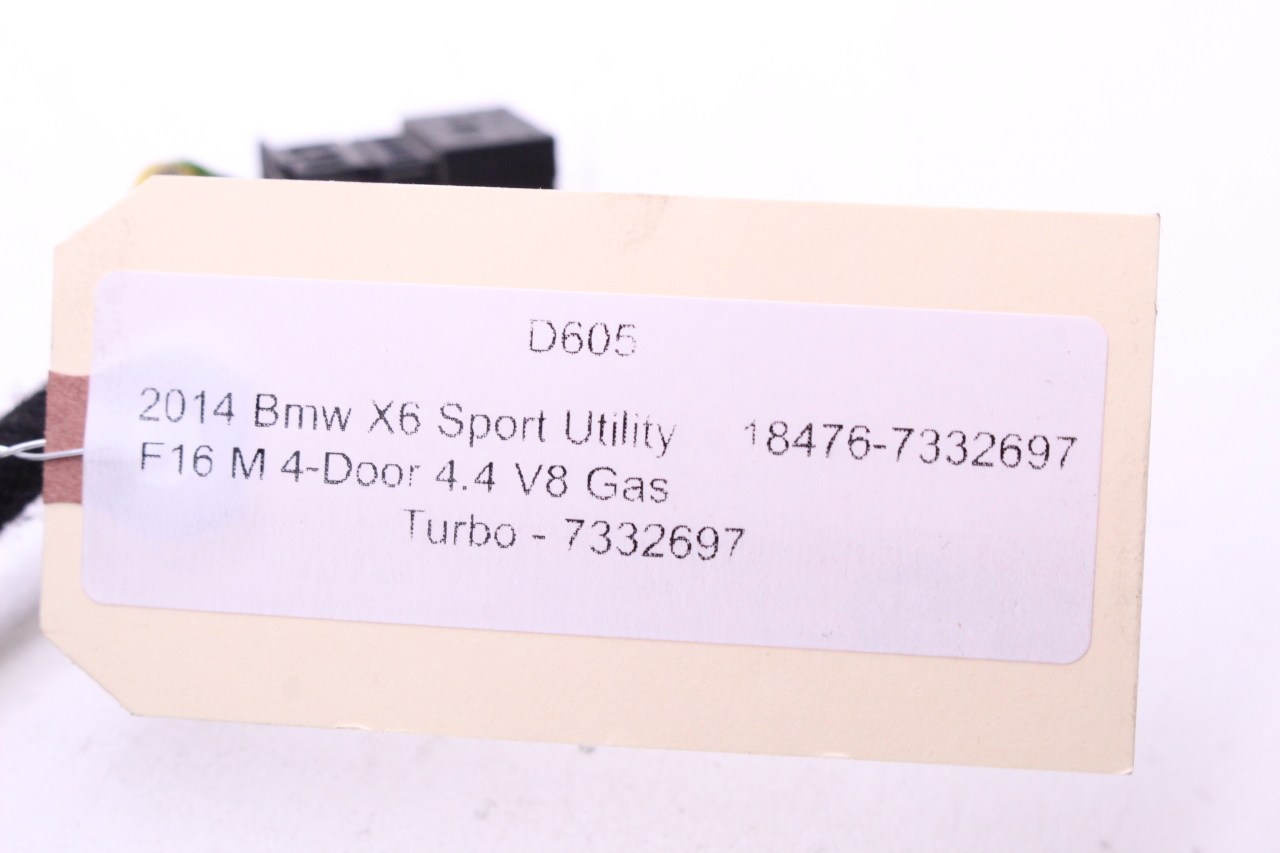 D605
2014 Bmw X6 Sport Utility
F16 M 4-Door 4.4 V8 Gas
Turbo - 7332697
18476-7332697